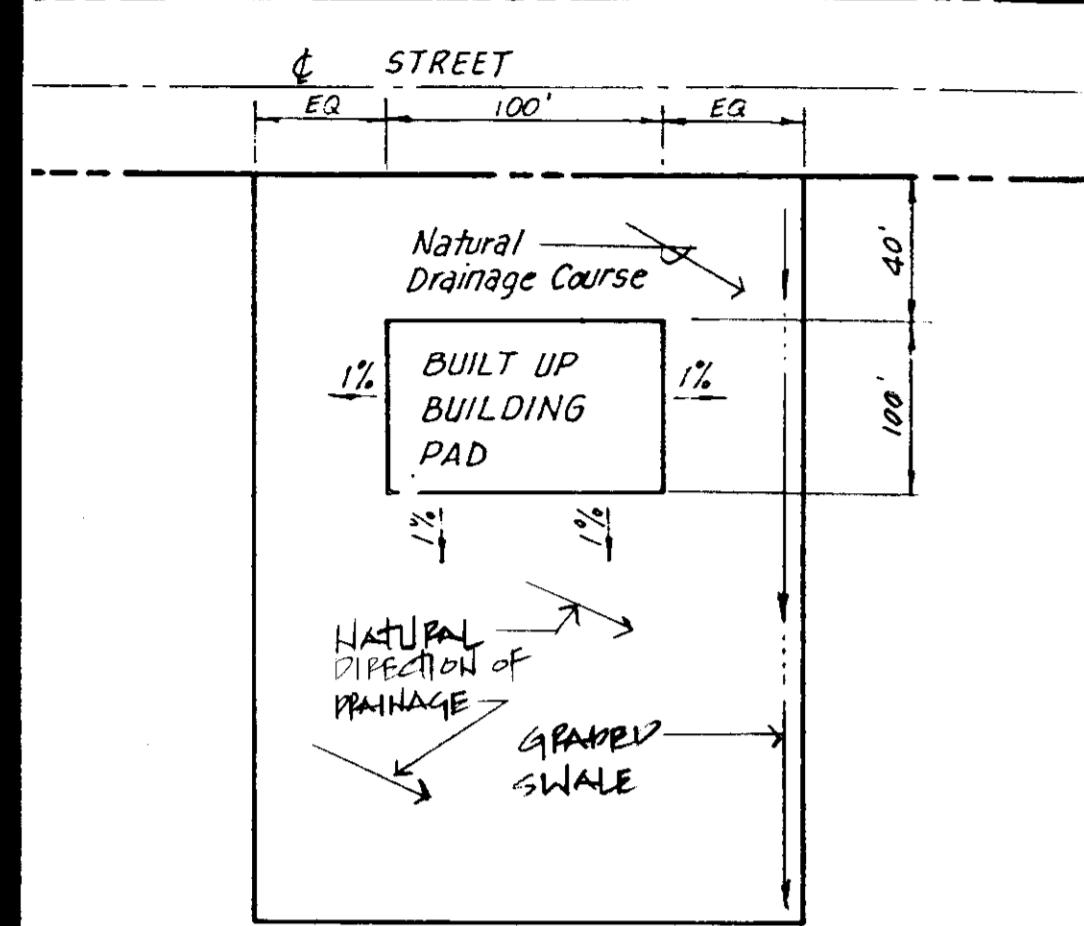 ℄ STREET
EQ 100' EQ
Natural
Drainage Course
40'
1% BUILT UP 1%
BUILDING
PAD
100'
1% 1%
NATURAL
DIRECTION OF
DRAINAGE
GRADED
SWALE